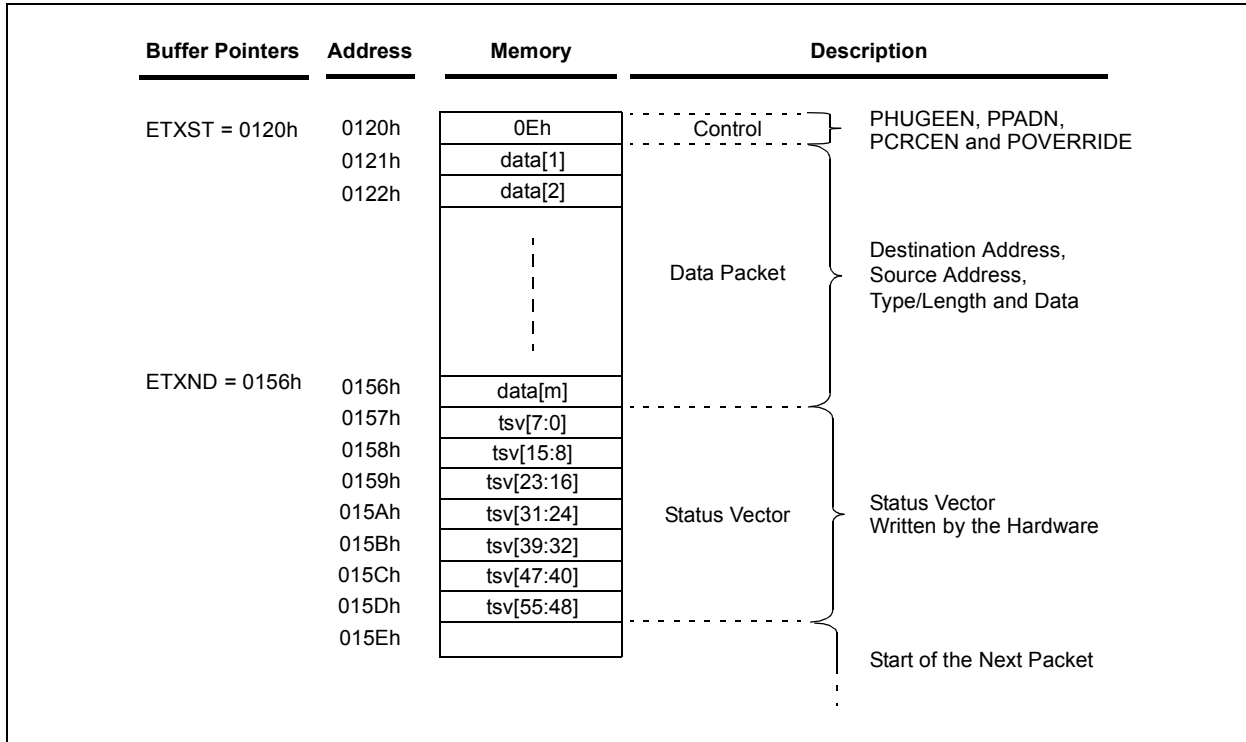 Buffer Pointers Address Memory Description
ETXST = 0120h 0120h 0Eh Control PHUGEEN, PPADN,
PCRCEN and POVERRIDE
0121h data[1]
0122h data[2]
Data Packet Destination Address,
Source Address,
Type/Length and Data
ETXND = 0156h 0156h data[m]
0157h tsv[7:0]
0158h tsv[15:8]
0159h tsv[23:16]
015Ah tsv[31:24] Status Vector Status Vector
Written by the Hardware
015Bh tsv[39:32]
015Ch tsv[47:40]
015Dh tsv[55:48]
015Eh
Start of the Next Packet